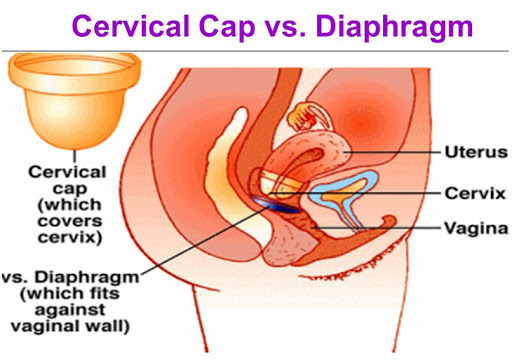 Cervical Cap vs. Diaphragm
Cervical
cap
(which
covers
cervix)
Uterus
Cervix
Vagina
vs. Diaphragm
(which fits
against
vaginal wall)